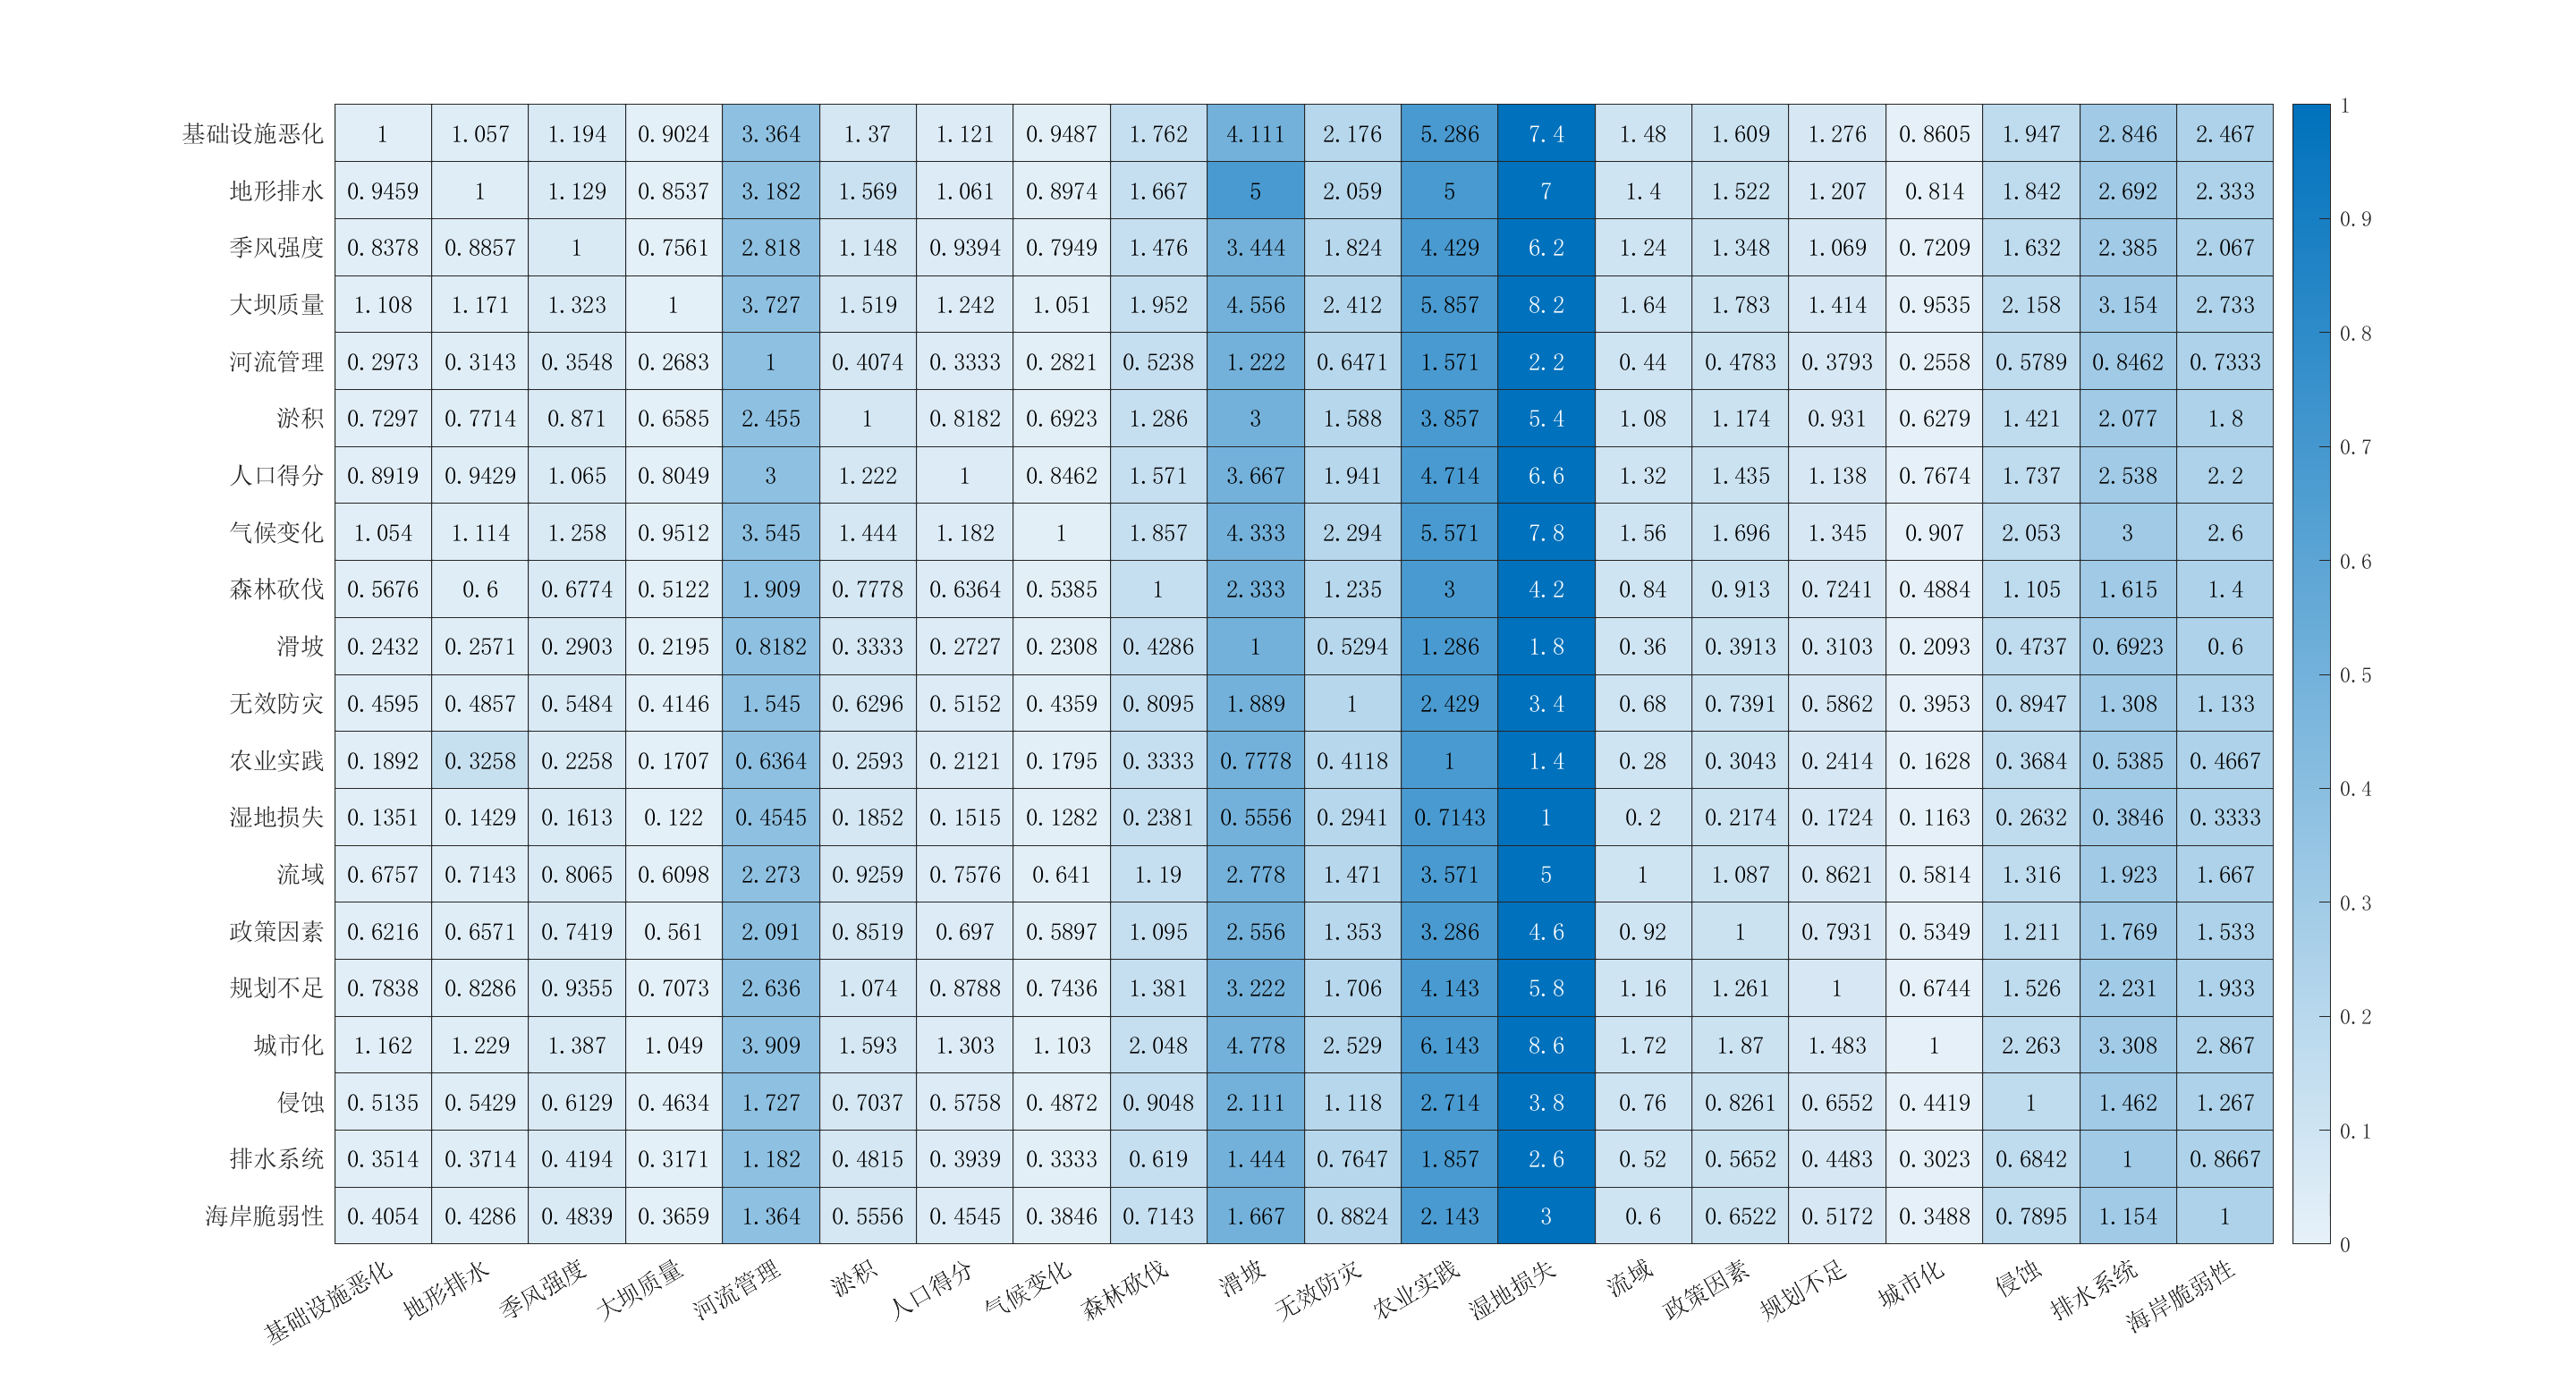 基础设施恶化 1 1.057 1.194 0.9024 3.364 1.37 1.121 0.9487 1.762 4.111 2.176 5.286 7.4 1.48 1.609 1.276 0.8605 1.947 2.846 2.467 1
地形排水 0.9459 1 1.129 0.8537 3.182 1.569 1.061 0.8974 1.667 5 2.059 5 7 1.4 1.522 1.207 0.814 1.842 2.692 2.333
0.9
季风强度 0.8378 0.8857 1 0.7561 2.818 1.148 0.9394 0.7949 1.476 3.444 1.824 4.429 6.2 1.24 1.348 1.069 0.7209 1.632 2.385 2.067
大坝质量 1.108 1.171 1.323 1 3.727 1.519 1.242 1.051 1.952 4.556 2.412 5.857 8.2 1.64 1.783 1.414 0.9535 2.158 3.154 2.733
0.8
河流管理 0.2973 0.3143 0.3548 0.2683 1 0.4074 0.3333 0.2821 0.5238 1.222 0.6471 1.571 2.2 0.44 0.4783 0.3793 0.2558 0.5789 0.8462 0.7333
淤积 0.7297 0.7714 0.871 0.6585 2.455 1 0.8182 0.6923 1.286 3 1.588 3.857 5.4 1.08 1.174 0.931 0.6279 1.421 2.077 1.8
0.7
人口得分 0.8919 0.9429 1.065 0.8049 3 1.222 1 0.8462 1.571 3.667 1.941 4.714 6.6 1.32 1.435 1.138 0.7674 1.737 2.538 2.2
气候变化 1.054 1.114 1.258 0.9512 3.545 1.444 1.182 1 1.857 4.333 2.294 5.571 7.8 1.56 1.696 1.345 0.907 2.053 3 2.6
0.6
森林砍伐 0.5676 0.6 0.6774 0.5122 1.909 0.7778 0.6364 0.5385 1 2.333 1.235 3 4.2 0.84 0.913 0.7241 0.4884 1.105 1.615 1.4
滑坡 0.2432 0.2571 0.2903 0.2195 0.8182 0.3333 0.2727 0.2308 0.4286 1 0.5294 1.286 1.8 0.36 0.3913 0.3103 0.2093 0.4737 0.6923 0.6
0.5
无效防灾 0.4595 0.4857 0.5484 0.4146 1.545 0.6296 0.5152 0.4359 0.8095 1.889 1 2.429 3.4 0.68 0.7391 0.5862 0.3953 0.8947 1.308 1.133
农业实践 0.1892 0.3258 0.2258 0.1707 0.6364 0.2593 0.2121 0.1795 0.3333 0.7778 0.4118 1 1.4 0.28 0.3043 0.2414 0.1628 0.3684 0.5385 0.4667
0.4
湿地损失 0.1351 0.1429 0.1613 0.122 0.4545 0.1852 0.1515 0.1282 0.2381 0.5556 0.2941 0.7143 1 0.2 0.2174 0.1724 0.1163 0.2632 0.3846 0.3333
流域 0.6757 0.7143 0.8065 0.6098 2.273 0.9259 0.7576 0.641 1.19 2.778 1.471 3.571 5 1 1.087 0.8621 0.5814 1.316 1.923 1.667
0.3
政策因素 0.6216 0.6571 0.7419 0.561 2.091 0.8519 0.697 0.5897 1.095 2.556 1.353 3.286 4.6 0.92 1 0.7931 0.5349 1.211 1.769 1.533
规划不足 0.7838 0.8286 0.9355 0.7073 2.636 1.074 0.8788 0.7436 1.381 3.222 1.706 4.143 5.8 1.16 1.261 1 0.6744 1.526 2.231 1.933
0.2
城市化 1.162 1.229 1.387 1.049 3.909 1.593 1.303 1.103 2.048 4.778 2.529 6.143 8.6 1.72 1.87 1.483 1 2.263 3.308 2.867
侵蚀 0.5135 0.5429 0.6129 0.4634 1.727 0.7037 0.5758 0.4872 0.9048 2.111 1.118 2.714 3.8 0.76 0.8261 0.6552 0.4419 1 1.462 1.267
0.1
排水系统 0.3514 0.3714 0.4194 0.3171 1.182 0.4815 0.3939 0.3333 0.619 1.444 0.7647 1.857 2.6 0.52 0.5652 0.4483 0.3023 0.6842 1 0.8667
海岸脆弱性 0.4054 0.4286 0.4839 0.3659 1.364 0.5556 0.4545 0.3846 0.7143 1.667 0.8824 2.143 3 0.6 0.6522 0.5172 0.3488 0.7895 1.154 1
0
基础设施恶化 地形排水 季风强度 大坝质量 河流管理 淤积 人口得分 气候变化 森林砍伐 滑坡 无效防灾 农业实践 湿地损失 流域 政策因素 规划不足 城市化 侵蚀 排水系统 海岸脆弱性